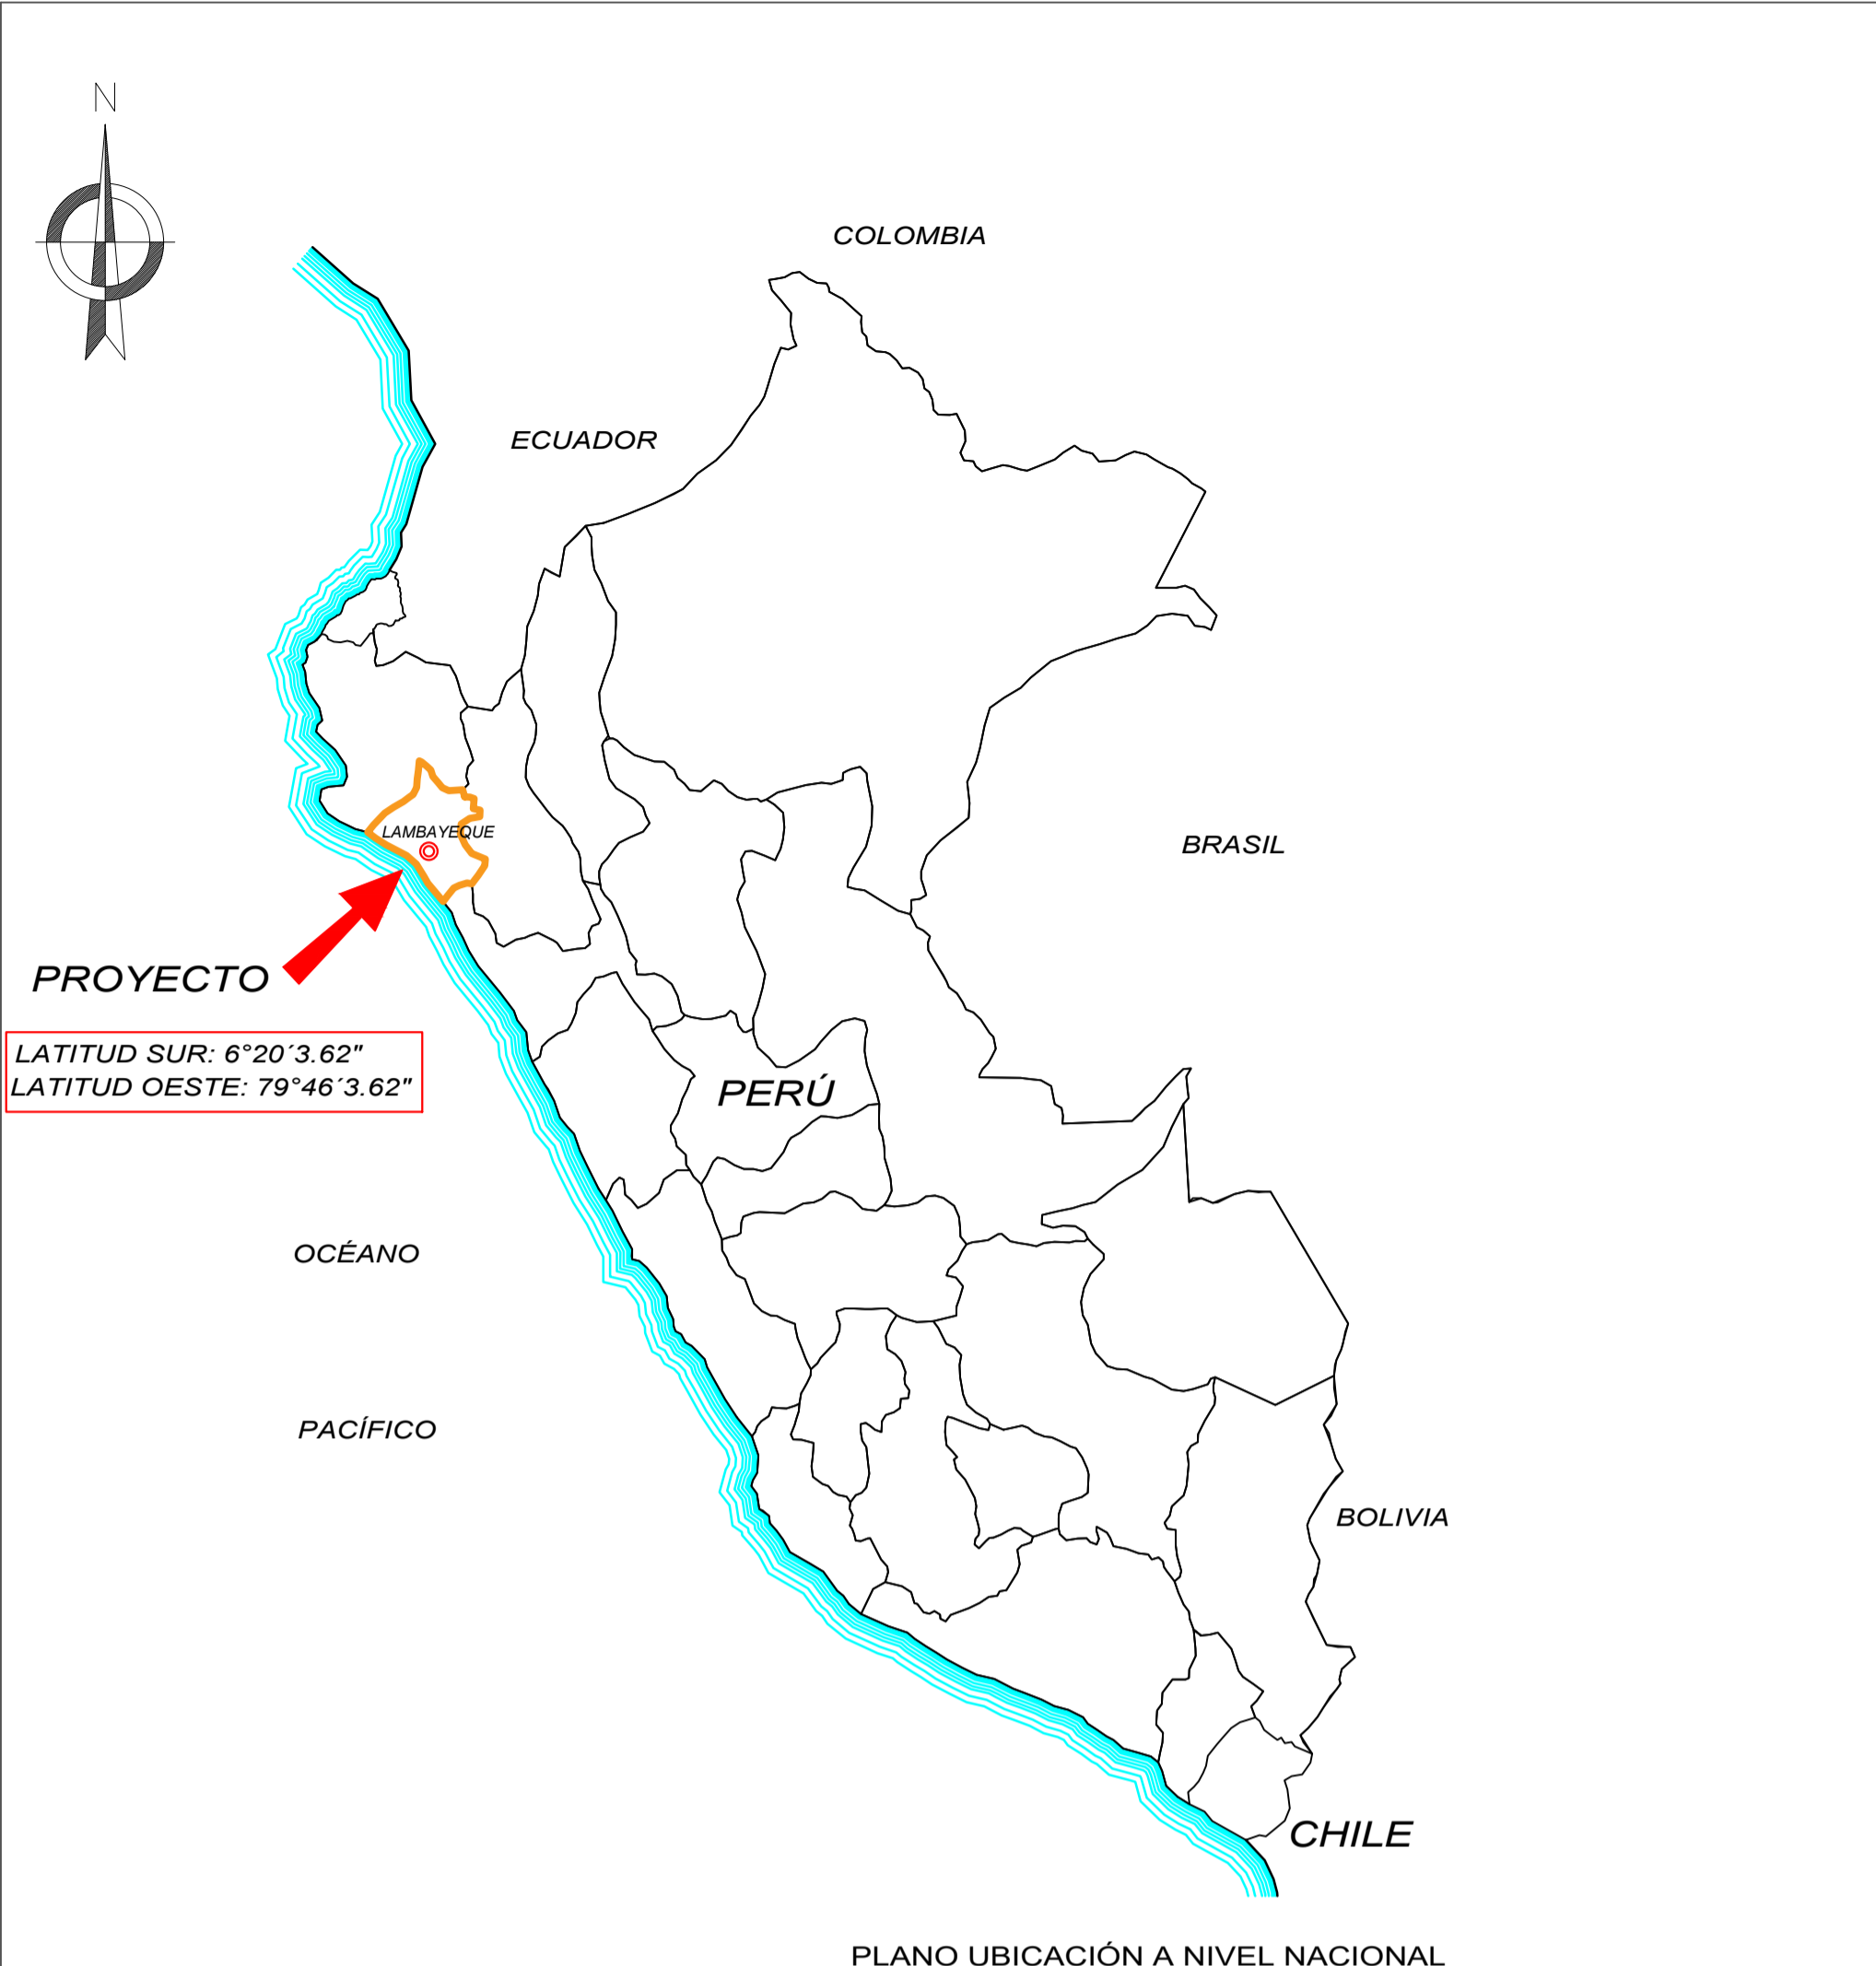 N
COLOMBIA
ECUADOR
LAMBAYEQUE
BRASIL
PROYECTO
LATITUD SUR: 6°20´3.62"
LATITUD OESTE: 79°46´3.62"
PERÚ
OCÉANO
PACÍFICO
BOLIVIA
CHILE
PLANO UBICACIÓN A NIVEL NACIONAL